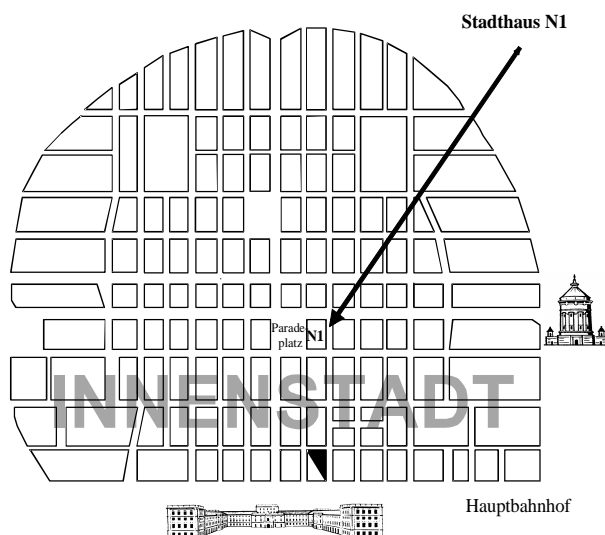 Stadthaus N1
Parade
platz
N1
INNENSTADT
Hauptbahnhof